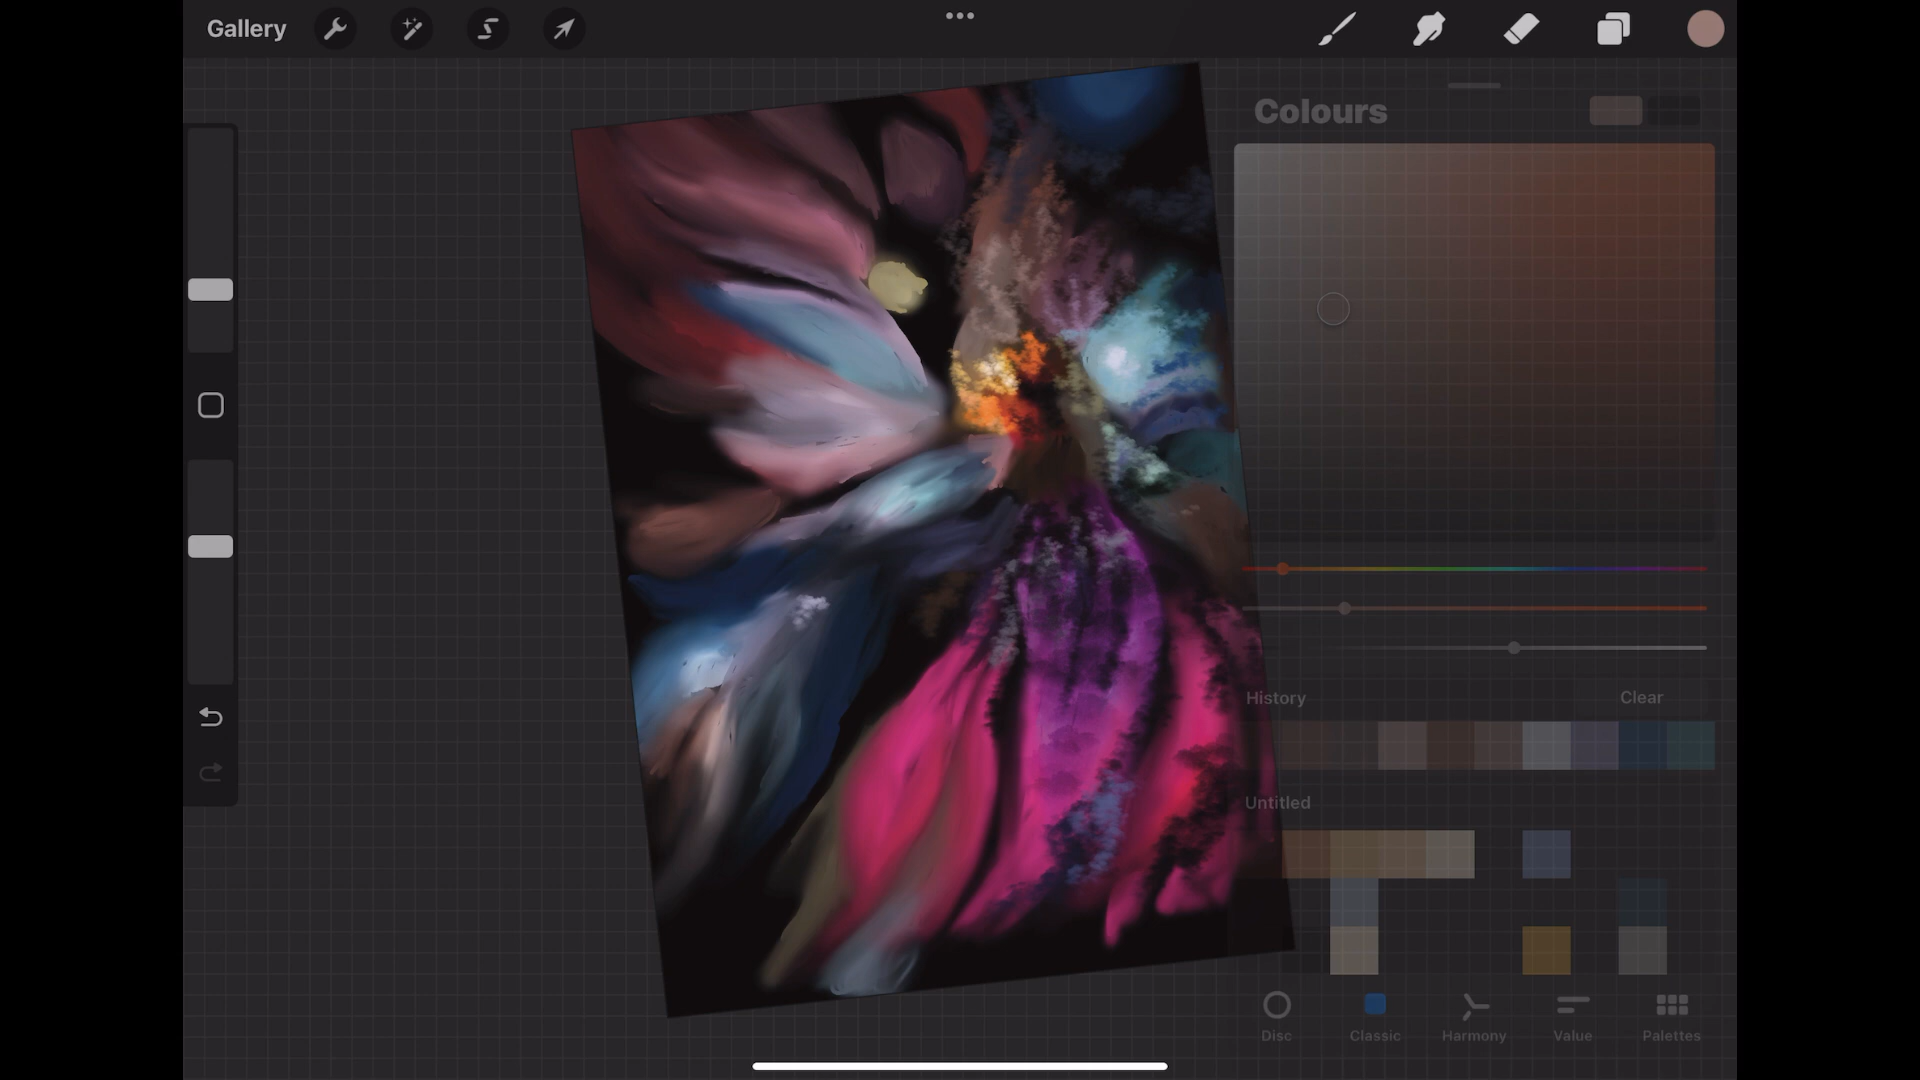 Gallery
Colours
History
Clear
Untitled
Disc
Classic
Harmony
Value
Palettes